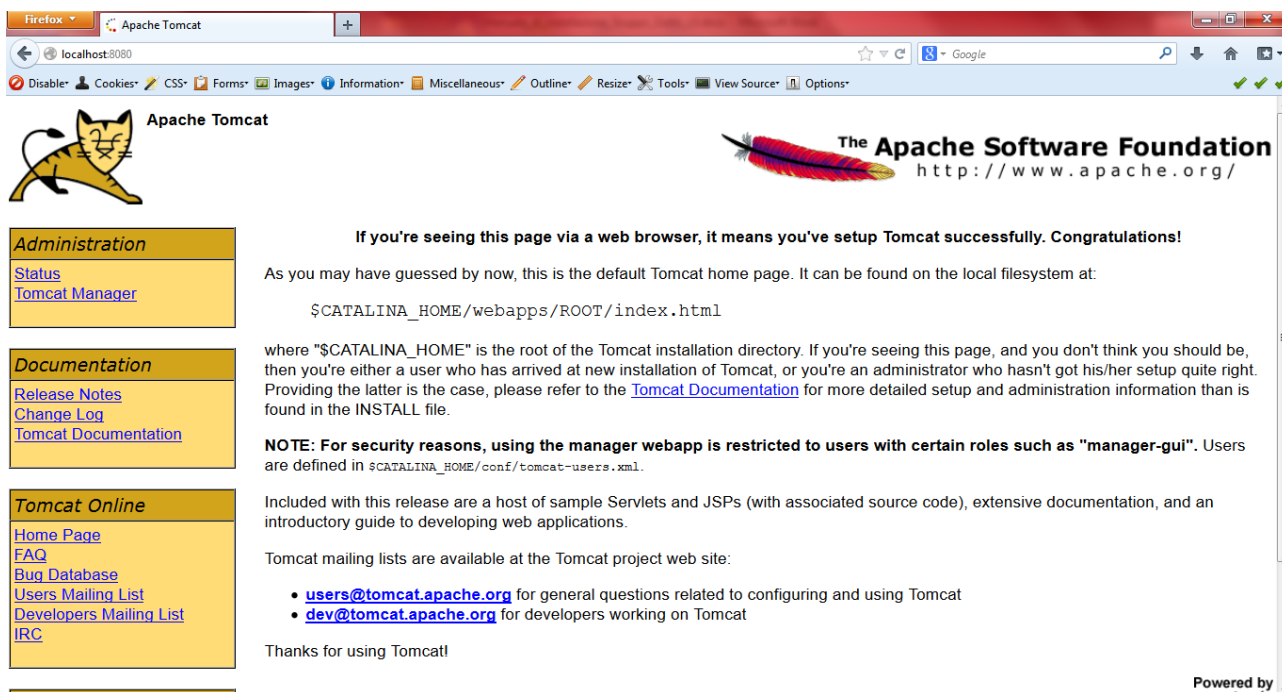 Firefox
Apache Tomcat
localhost:8080
Google
Disable Cookies CSS Forms Images Information Miscellaneous Outline Resize Tools View Source Options
Apache Tomcat
The Apache Software Foundation
http://www.apache.org/
Administration
Status
Tomcat Manager
Documentation
Release Notes
Change Log
Tomcat Documentation
Tomcat Online
Home Page
FAQ
Bug Database
Users Mailing List
Developers Mailing List
IRC
If you're seeing this page via a web browser, it means you've setup Tomcat successfully. Congratulations!
As you may have guessed by now, this is the default Tomcat home page. It can be found on the local filesystem at:
$CATALINA_HOME/webapps/ROOT/index.html
where "$CATALINA_HOME" is the root of the Tomcat installation directory. If you're seeing this page, and you don't think you should be,
then you're either a user who has arrived at new installation of Tomcat, or you're an administrator who hasn't got his/her setup quite right.
Providing the latter is the case, please refer to the Tomcat Documentation for more detailed setup and administration information than is
found in the INSTALL file.
NOTE: For security reasons, using the manager webapp is restricted to users with certain roles such as "manager-gui". Users
are defined in $CATALINA_HOME/conf/tomcat-users.xml.
Included with this release are a host of sample Servlets and JSPs (with associated source code), extensive documentation, and an
introductory guide to developing web applications.
Tomcat mailing lists are available at the Tomcat project web site:
• users@tomcat.apache.org for general questions related to configuring and using Tomcat
• dev@tomcat.apache.org for developers working on Tomcat
Thanks for using Tomcat!
Powered by